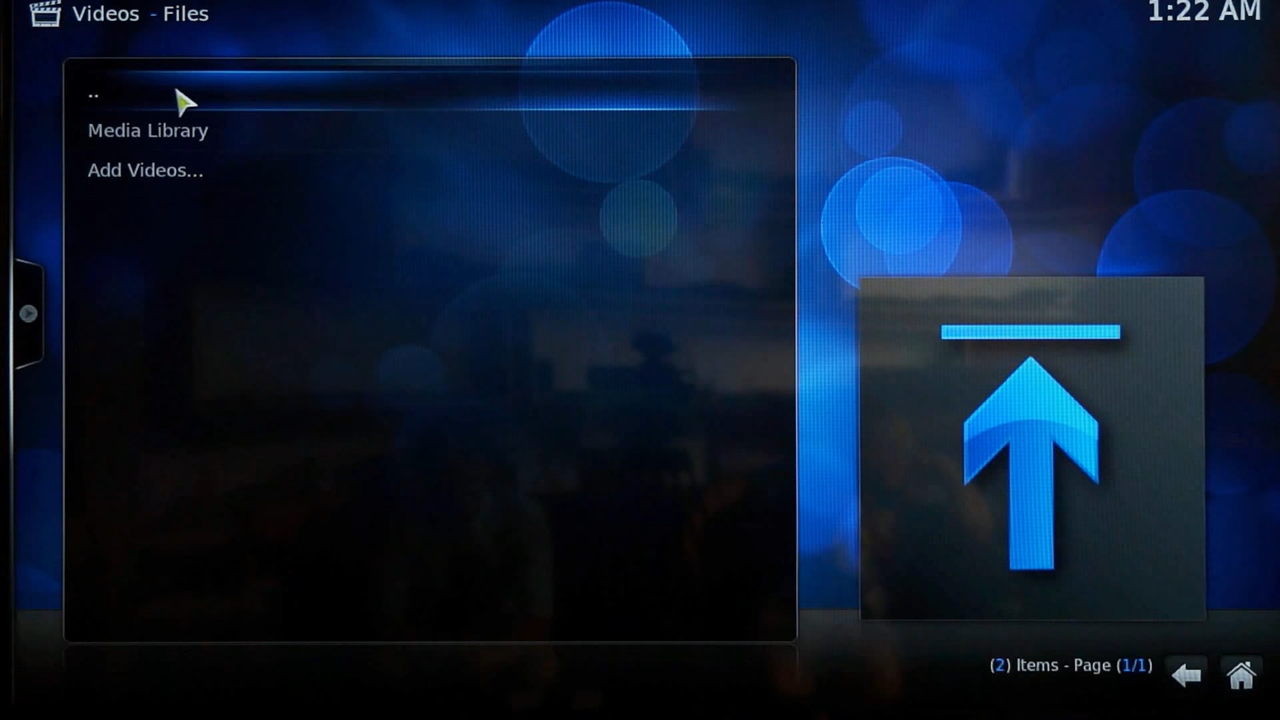 Videos - Files
1:22 AM
..
Media Library
Add Videos...
(2) Items - Page (1/1)